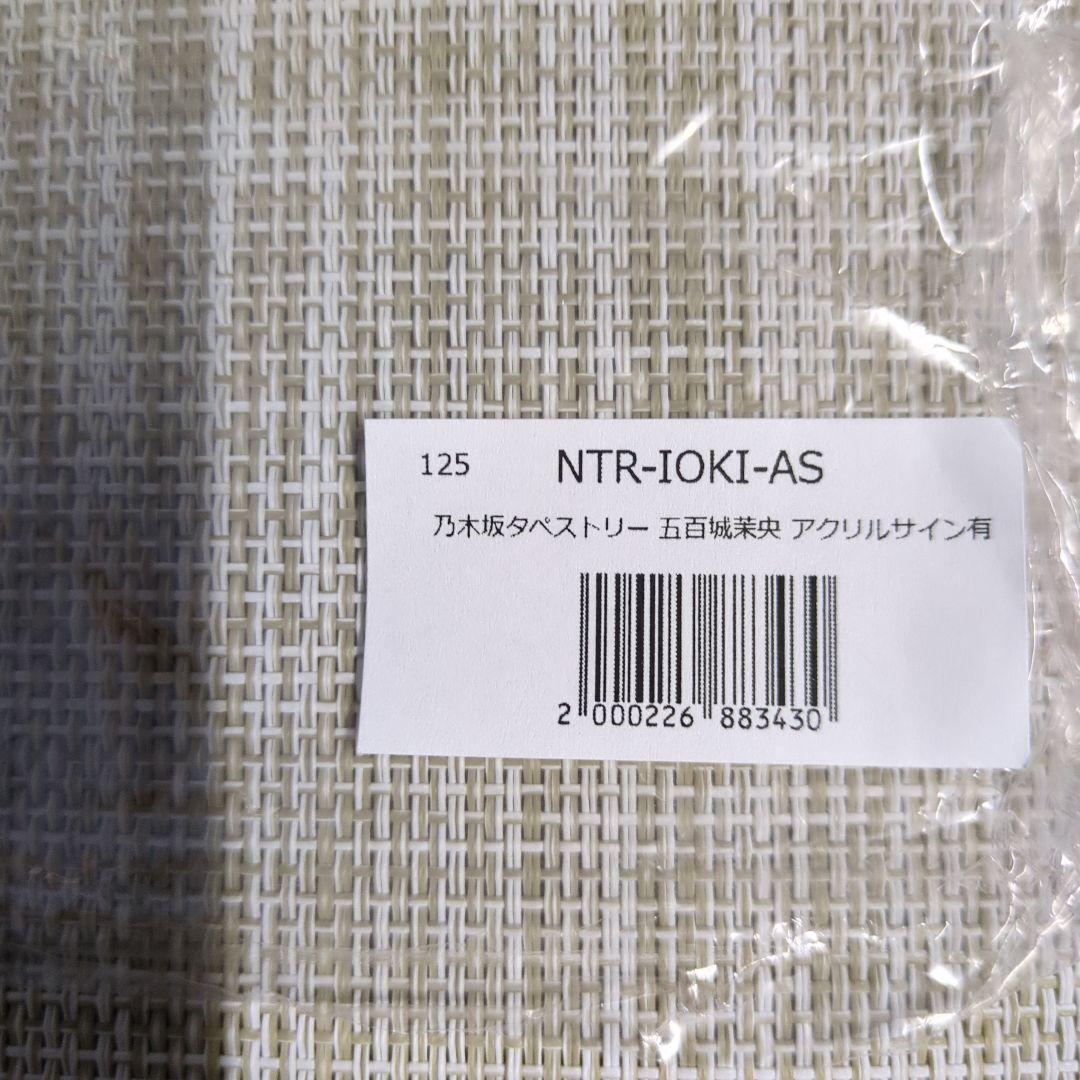 125 NTR-IOKI-AS
乃木坂タペストリー 五百城茉央 アクリルサイン有
2 000226 883430